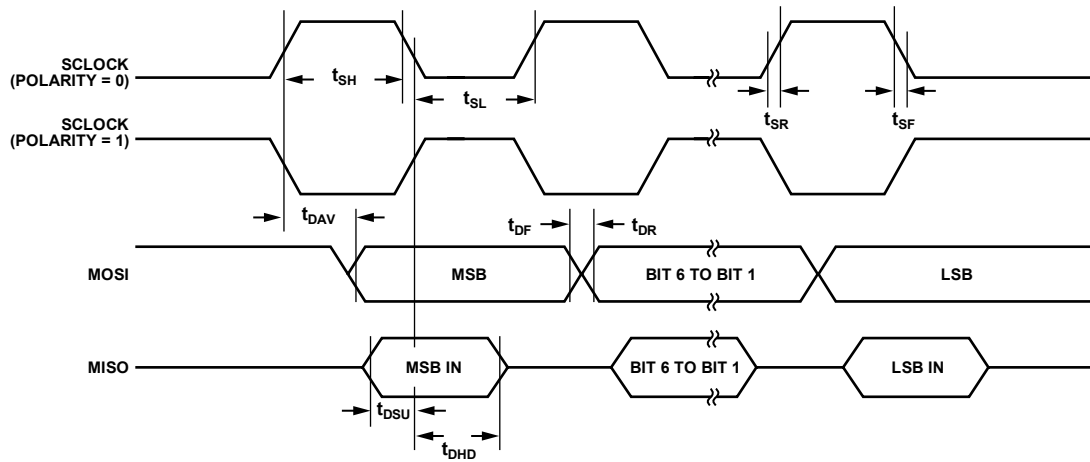 SCLOCK
(POLARITY = 0)
tSH
tSL
tSR
tSF
SCLOCK
(POLARITY = 1)
tDAV
tDF
tDR
MOSI
MSB
BIT 6 TO BIT 1
LSB
MISO
MSB IN
BIT 6 TO BIT 1
LSB IN
tDSU
tDHD